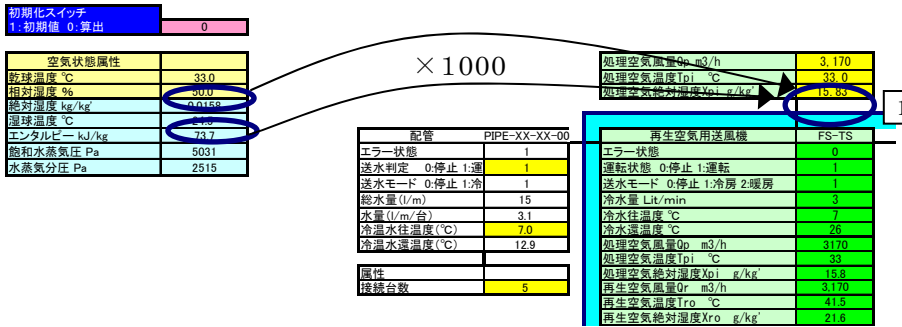 初期化スイッチ
1:初期値 0:算出 0
空気状態属性
乾球温度 ℃ 33.0
相対湿度 % 50.0
絶対湿度 kg/kg' 0.0158
湿球温度 ℃ 24.5
エンタルピー kJ/kg 73.7
飽和水蒸気圧 Pa 5031
水蒸気分圧 Pa 2515
×1000
処理空気風量Qp m3/h 3,170
処理空気温度Tpi ℃ 33.0
処理空気絶対湿度Xpi g/kg' 15.83
1
配管 PIPE-XX-XX-00
エラー状態 1
送水判定 0:停止 1:運 1
送水モード 0:停止 1:冷 1
総水量(l/m) 15
水量(l/m/台) 3.1
冷温水往温度(℃) 7.0
冷温水還温度(℃) 12.9
属性
接続台数 5
再生空気用送風機 FS-TS
エラー状態 0
運転状態 0:停止 1:運転 1
送水モード 0:停止 1:冷房 2:暖房 1
冷水量 Lit/min 3
冷水往温度 ℃ 7
冷水還温度 ℃ 26
処理空気風量Qp m3/h 3170
処理空気温度Tpi ℃ 33
処理空気絶対湿度Xpi g/kg' 15.8
再生空気風量Qr m3/h 3,170
再生空気温度Tro ℃ 41.5
再生空気絶対湿度Xro g/kg' 21.6